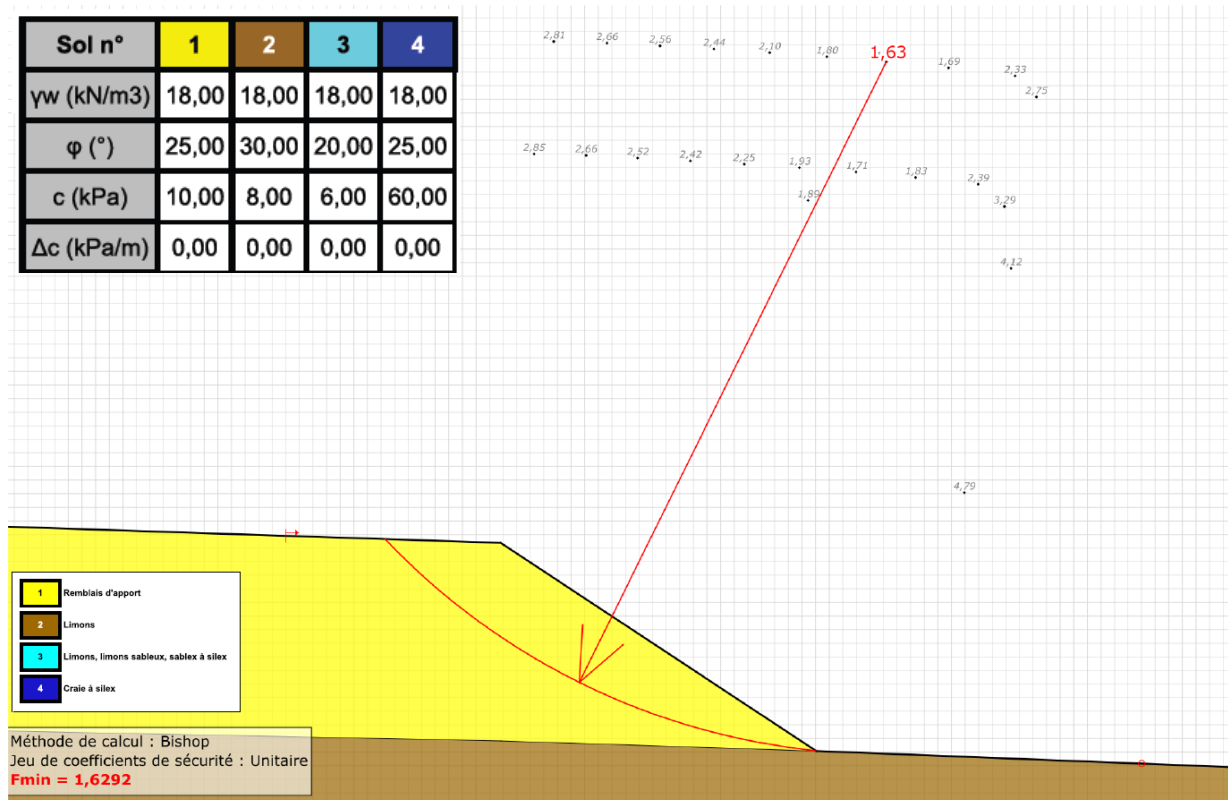 Sol n° 1 2 3 4
γw (kN/m3) 18,00 18,00 18,00 18,00
φ (°) 25,00 30,00 20,00 25,00
c (kPa) 10,00 8,00 6,00 60,00
Δc (kPa/m) 0,00 0,00 0,00 0,00
2,81 2,66 2,56 2,44 2,10 1,80 1,63 1,69 2,33
2,75
2,85 2,66 2,52 2,42 2,25 1,93 1,71 1,83 2,39
1,89 3,29
4,12
4,79
1 Remblais d'apport
2 Limons
3 Limons, limons sableux, sablex à silex
4 Craie à silex
Méthode de calcul : Bishop
Jeu de coefficients de sécurité : Unitaire
Fmin = 1,6292